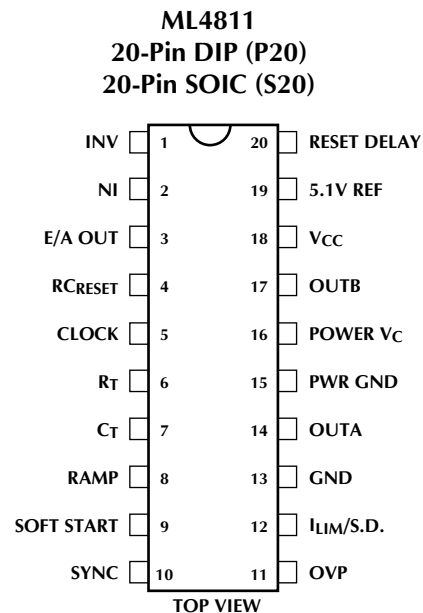 ML4811
20-Pin DIP (P20)
20-Pin SOIC (S20)
INV 1 20 RESET DELAY
NI 2 19 5.1V REF
E/A OUT 3 18 VCC
RCRESET 4 17 OUTB
CLOCK 5 16 POWER VC
RT 6 15 PWR GND
CT 7 14 OUTA
RAMP 8 13 GND
SOFT START 9 12 ILIM/S.D.
SYNC 10 11 OVP
TOP VIEW